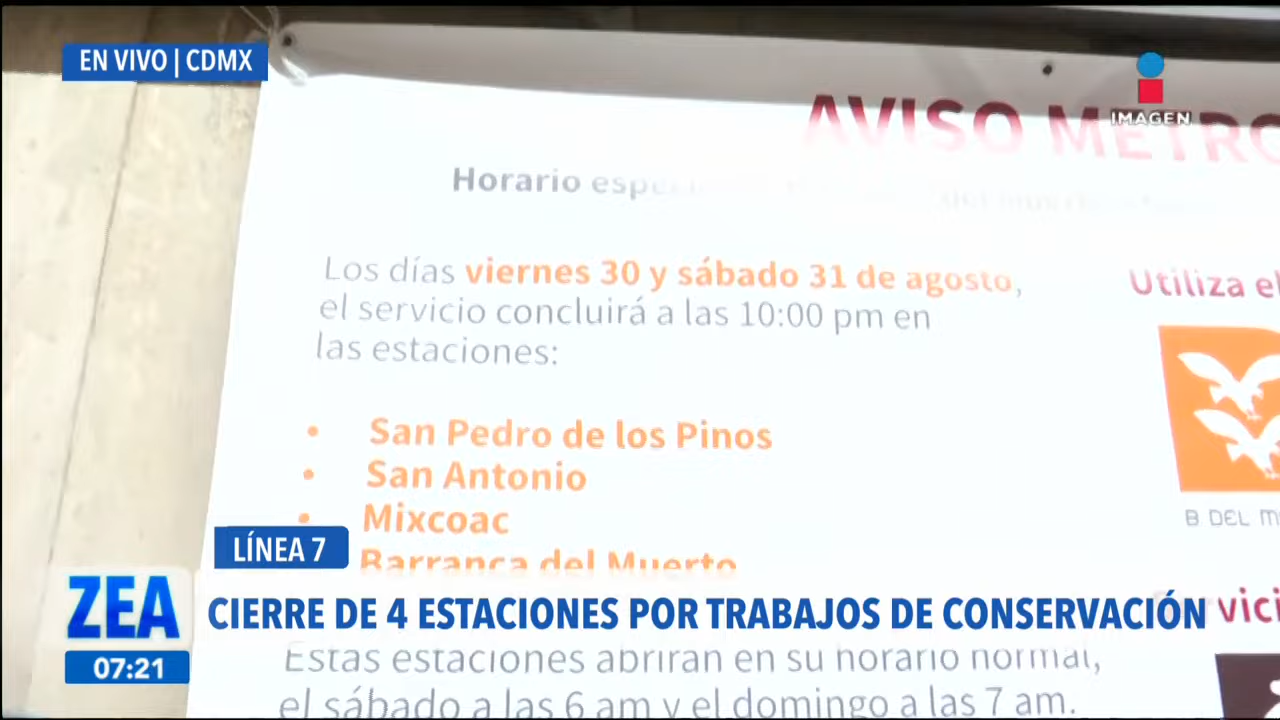 EN VIVO | CDMX
IMAGEN
AVISO METRO
Horario
Los días viernes 30 y sábado 31 de agosto,
el servicio concluirá a las 10:00 pm en
las estaciones:
• San Pedro de los Pinos
• San Antonio
• Mixcoac
Barranca del Muerto
Utiliza el
B DEL M
LÍNEA 7
ZEA
CIERRE DE 4 ESTACIONES POR TRABAJOS DE CONSERVACIÓN
07:21
Estas estaciones abrirán en su horario normal,
el sábado a las 6 am y el domingo a las 7 am.